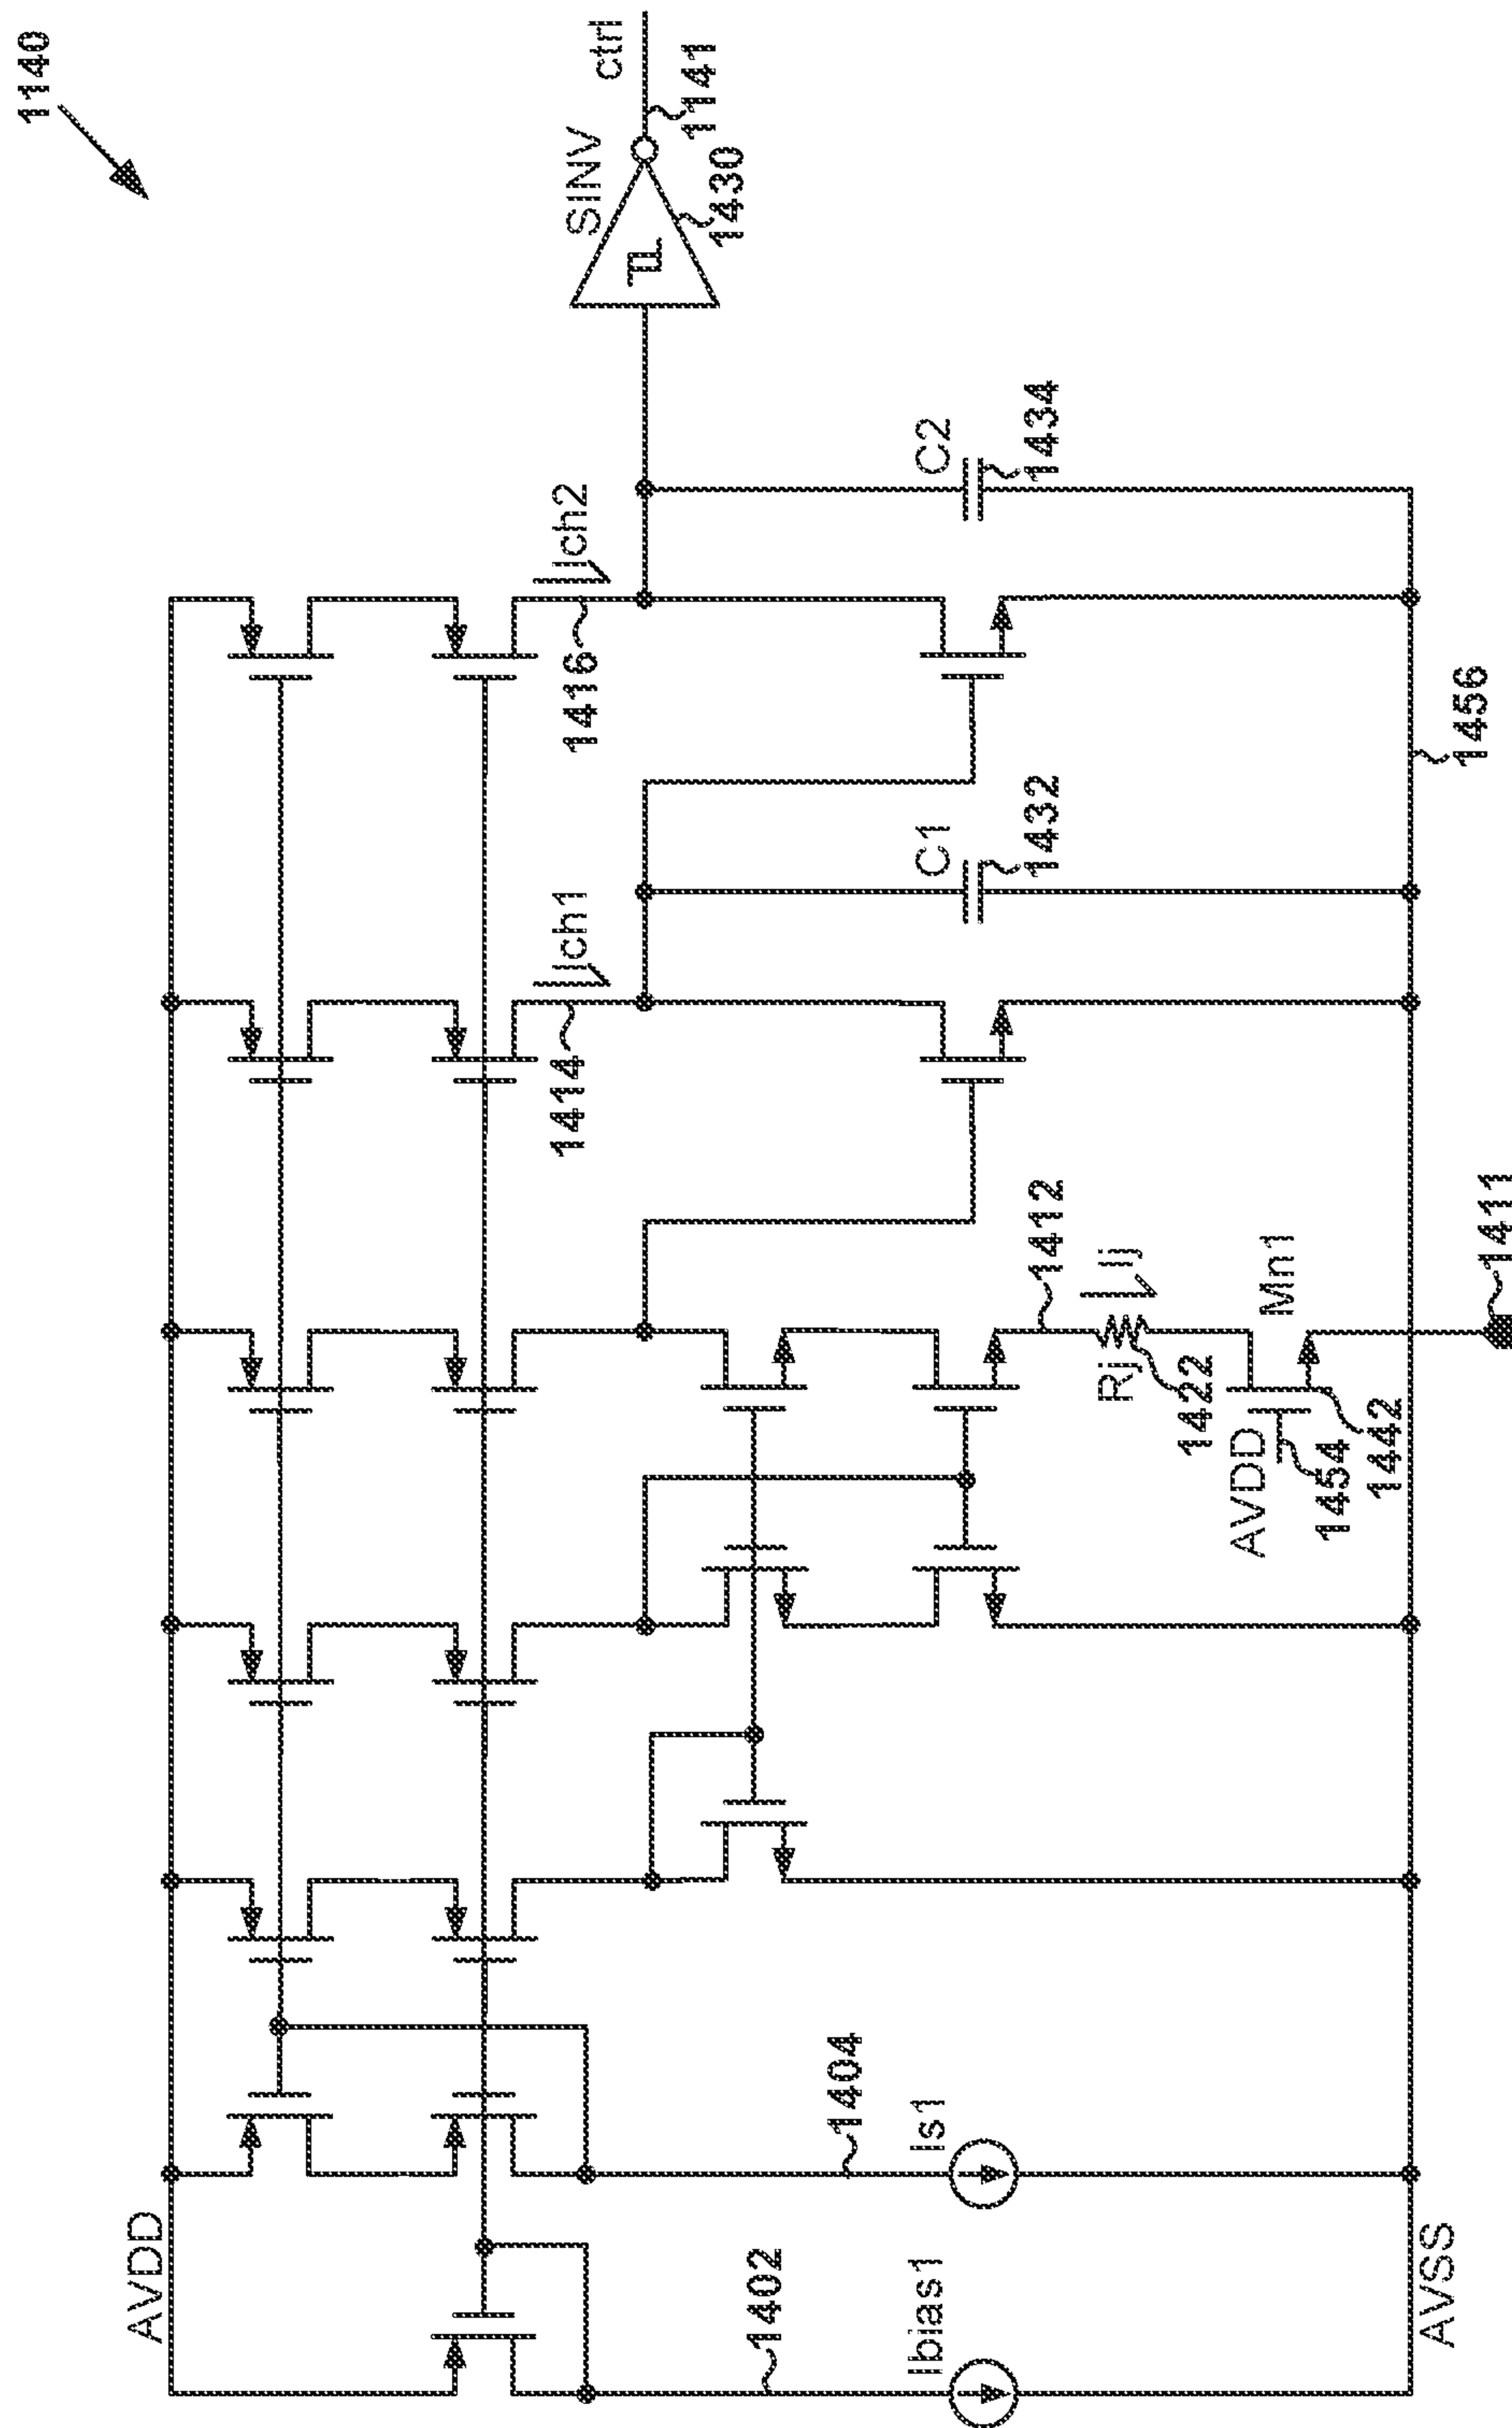 1140
AVDD
ctrl
1141
SINV
1430
Ich2
1416
Ich1
1414
C2
1434
C1
1432
1412
Ij
Rj
1422
Mn1
AVDD
1454
1442
1411
1404
Is1
1402
Ibias1
AVSS
1456